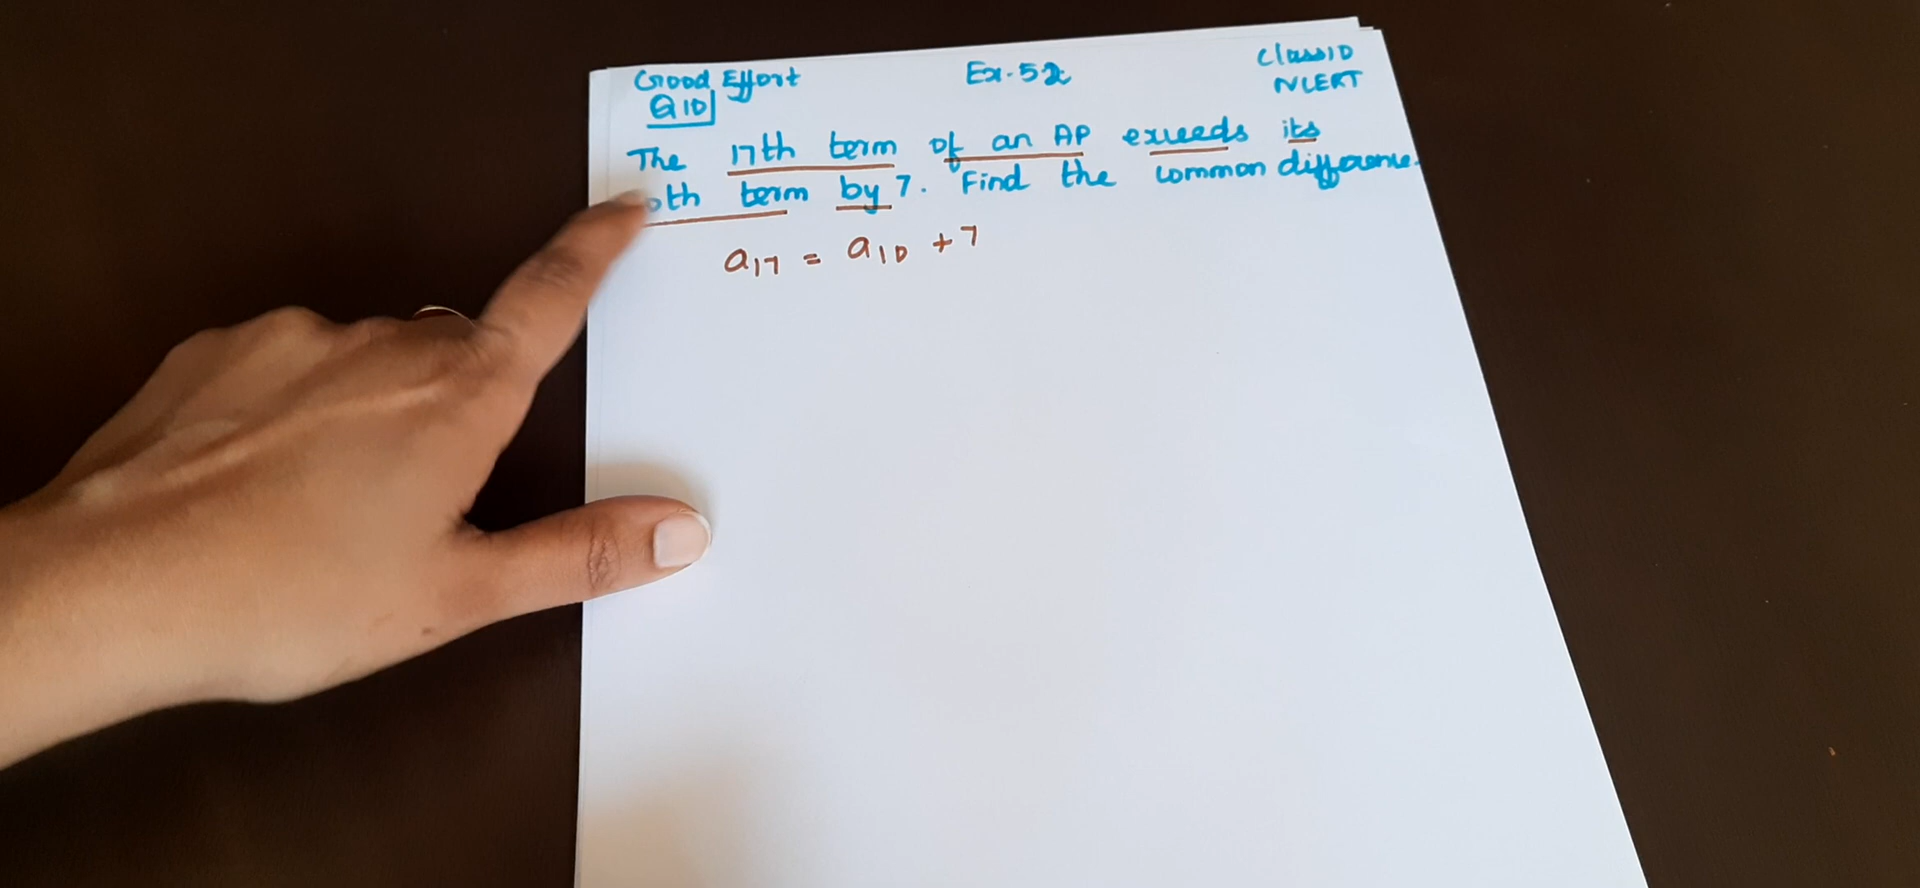 Good Effort Ex. 5.2 Class 10
Q10 NCERT
The 17th term of an AP exceeds its
term by 7. Find the common difference.
a17 = a10 + 7